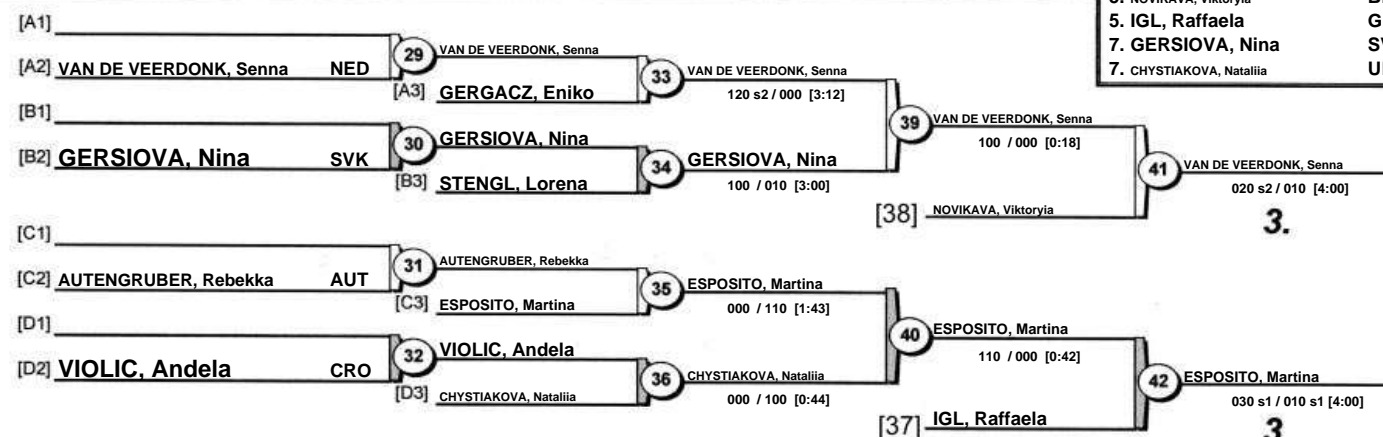 5. IGL, Raffaela G
7. GERSIOVA, Nina
7. CHYSTIAKOVA, Nataliia
[A1]
[A2] VAN DE VEERDONK, Senna NED
29
VAN DE VEERDONK, Senna
[A3] GERGACZ, Eniko
33
VAN DE VEERDONK, Senna
120 s2 / 000 [3:12]
[B1]
[B2] GERSIOVA, Nina SVK
30
GERSIOVA, Nina
[B3] STENGL, Lorena
34
GERSIOVA, Nina
100 / 010 [3:00]
39
VAN DE VEERDONK, Senna
100 / 000 [0:18]
[38] NOVIKAVA, Viktoryia
41
VAN DE VEERDONK, Senna
020 s2 / 010 [4:00]
3.
[C1]
[C2] AUTENGRUBER, Rebekka AUT
31
AUTENGRUBER, Rebekka
[C3] ESPOSITO, Martina
35
ESPOSITO, Martina
000 / 110 [1:43]
[D1]
[D2] VIOLIC, Andela CRO
32
VIOLIC, Andela
[D3] CHYSTIAKOVA, Nataliia
36
CHYSTIAKOVA, Nataliia
000 / 100 [0:44]
40
ESPOSITO, Martina
110 / 000 [0:42]
[37] IGL, Raffaela
42
ESPOSITO, Martina
030 s1 / 010 s1 [4:00]
3